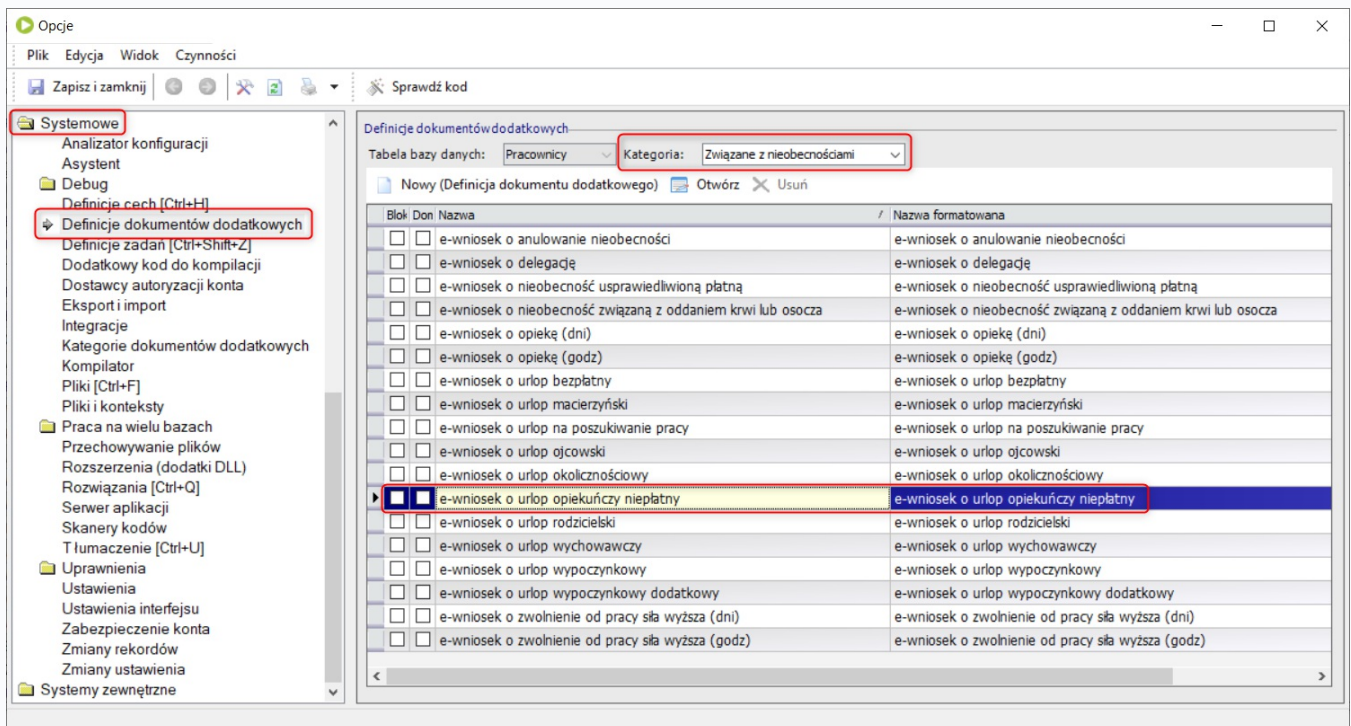 Opcje
Plik Edycja Widok Czynności
Zapisz i zamknij Sprawdź kod
Systemowe
Analizator konfiguracji
Asystent
Debug
Definicje cech [Ctrl+H]
Definicje dokumentów dodatkowych
Definicje zadań [Ctrl+Shift+Z]
Dodatkowy kod do kompilacji
Dostawcy autoryzacji konta
Eksport i import
Integracje
Kategorie dokumentów dodatkowych
Kompilator
Pliki [Ctrl+F]
Pliki i konteksty
Praca na wielu bazach
Przechowywanie plików
Rozszerzenia (dodatki DLL)
Rozwiązania [Ctrl+Q]
Serwer aplikacji
Skanery kodów
Tłumaczenie [Ctrl+U]
Uprawnienia
Ustawienia
Ustawienia interfejsu
Zabezpieczenie konta
Zmiany rekordów
Zmiany ustawienia
Systemy zewnętrzne
Definicje dokumentów dodatkowych
Tabela bazy danych: Pracownicy Kategoria: Związane z nieobecnościami
Nowy (Definicja dokumentu dodatkowego) Otwórz Usuń
Blok Dom Nazwa / Nazwa formatowana
e-wniosek o anulowanie nieobecności e-wniosek o anulowanie nieobecności
e-wniosek o delegację e-wniosek o delegację
e-wniosek o nieobecność usprawiedliwioną płatną e-wniosek o nieobecność usprawiedliwioną płatną
e-wniosek o nieobecność związaną z oddaniem krwi lub osocza e-wniosek o nieobecność związaną z oddaniem krwi lub osocza
e-wniosek o opiekę (dni) e-wniosek o opiekę (dni)
e-wniosek o opiekę (godz) e-wniosek o opiekę (godz)
e-wniosek o urlop bezpłatny e-wniosek o urlop bezpłatny
e-wniosek o urlop macierzyński e-wniosek o urlop macierzyński
e-wniosek o urlop na poszukiwanie pracy e-wniosek o urlop na poszukiwanie pracy
e-wniosek o urlop ojcowski e-wniosek o urlop ojcowski
e-wniosek o urlop okolicznościowy e-wniosek o urlop okolicznościowy
e-wniosek o urlop opiekuńczy niepłatny e-wniosek o urlop opiekuńczy niepłatny
e-wniosek o urlop rodzicielski e-wniosek o urlop rodzicielski
e-wniosek o urlop wychowawczy e-wniosek o urlop wychowawczy
e-wniosek o urlop wypoczynkowy e-wniosek o urlop wypoczynkowy
e-wniosek o urlop wypoczynkowy dodatkowy e-wniosek o urlop wypoczynkowy dodatkowy
e-wniosek o zwolnienie od pracy siła wyższa (dni) e-wniosek o zwolnienie od pracy siła wyższa (dni)
e-wniosek o zwolnienie od pracy siła wyższa (godz) e-wniosek o zwolnienie od pracy siła wyższa (godz)